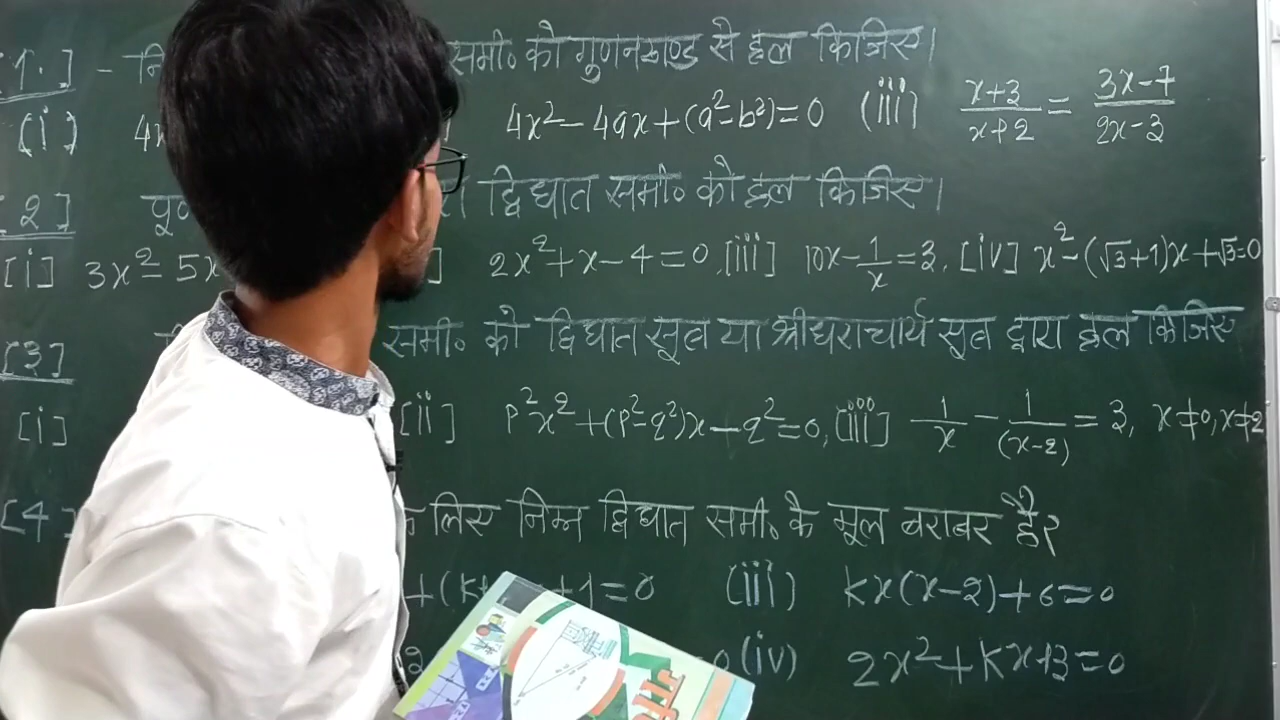 [1.] - नि समी० को गुणनखण्ड से हल किजिए।
(i) 4x 4x²-4ax+(a²-b²)=0 (iii) x+3/x+2 = 3x-7/2x-3
[2] पूर्ण द्विघात समी० को हल किजिए।
[i] 3x²-5x ] 2x²+x-4=0, [iii] 10x-1/x=3, [iv] x²-(√3+1)x+√3=0
[3] समी० को द्विघात सूत्र या श्रीधराचार्य सूत्र द्वारा हल किजिए
[i] [ii] P²x²+(P²-q²)x-q²=0, [iii] 1/x - 1/(x-2) = 3, x≠0, x≠2
[4] लिए निम्न द्विघात समी० के मूल बराबर है?
+(k+ +1=0 (iii) kx(x-2)+6=0
2 0 (iv) 2x²+kx+3=0